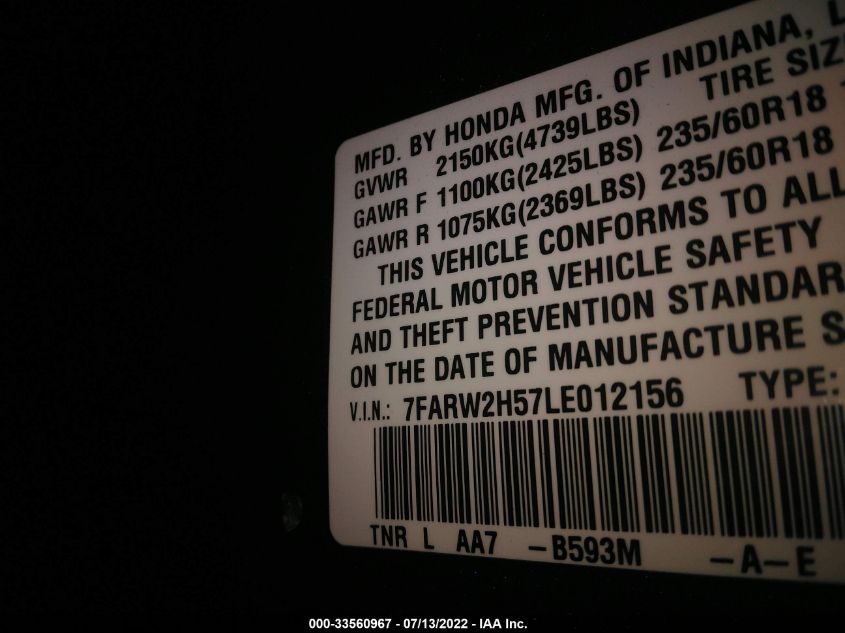 MFD. BY HONDA MFG. OF INDIANA, L
TIRE SIZ
GVWR 2150KG(4739LBS)
GAWR F 1100KG(2425LBS) 235/60R18
GAWR R 1075KG(2369LBS) 235/60R18
THIS VEHICLE CONFORMS TO ALL
FEDERAL MOTOR VEHICLE SAFETY
AND THEFT PREVENTION STANDAR
ON THE DATE OF MANUFACTURE S
V.I.N.: 7FARW2H57LE012156 TYPE:
TNR L AA7 -B593M -A-E
000-33560967 - 07/13/2022 - IAA Inc.